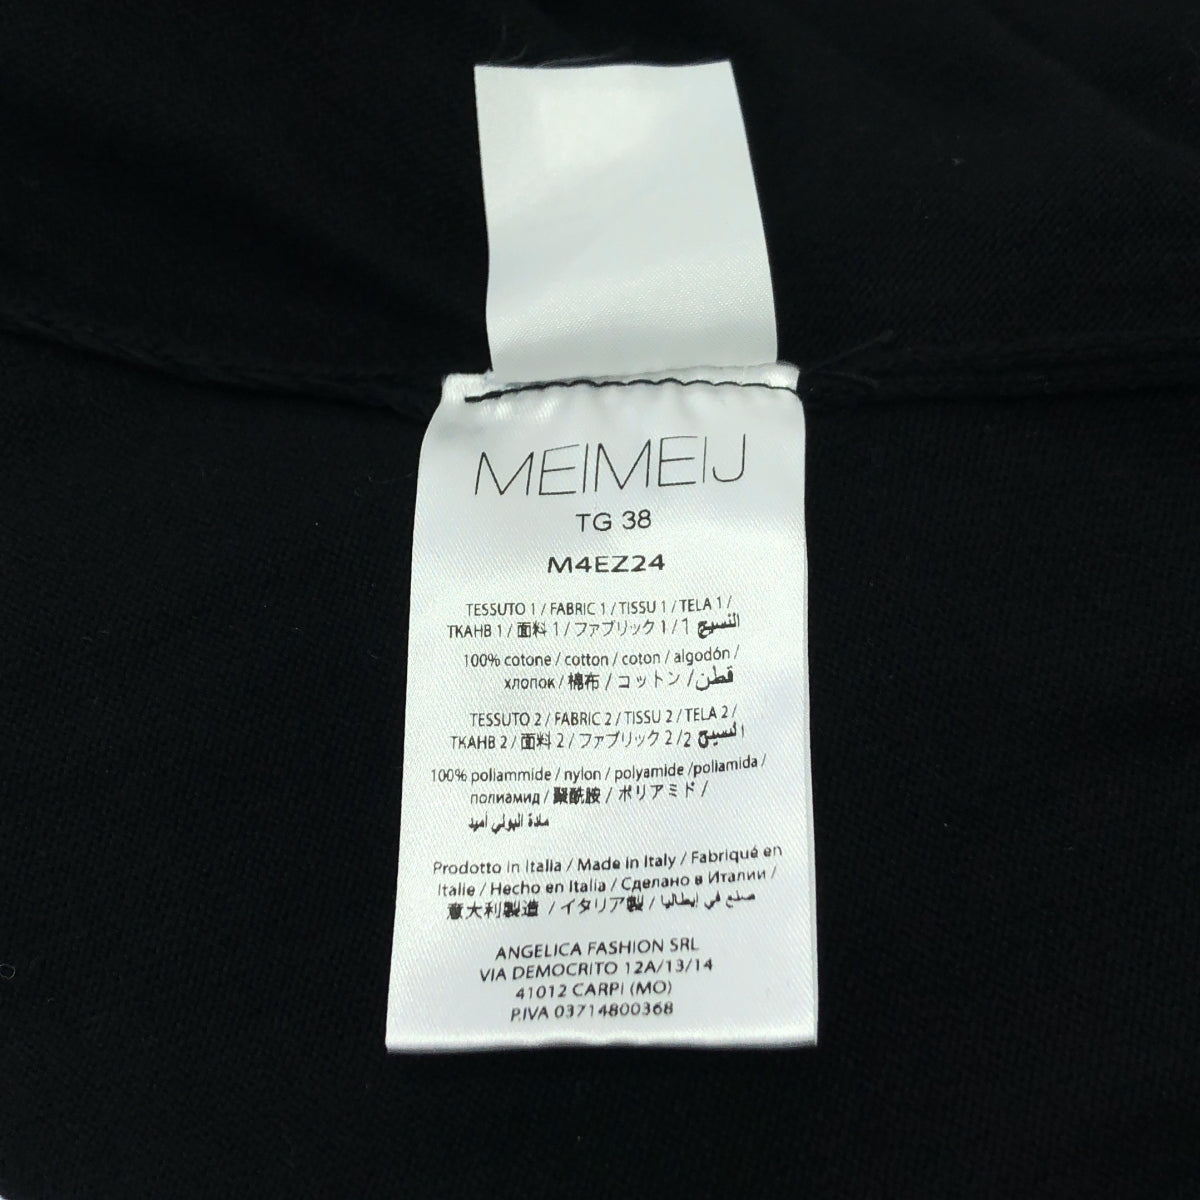 MEIMEIJ
TG 38
M4EZ24
TESSUTO 1 / FABRIC 1 / TISSU 1 / TELA 1 /
TKAHB 1 / 面料 1 / ファブリック 1 / 1 النسيج
100% cotone / cotton / coton / algodón /
хлопок / 棉布 / コットン / قطن
TESSUTO 2 / FABRIC 2 / TISSU 2 / TELA 2 /
TKAHB 2 / 面料 2 / ファブリック 2 / 2 النسيج
100% poliammide / nylon / polyamide /poliamida /
полиамид / 聚酰胺 / ポリアミド /
مادة البولي أميد
Prodotto in Italia / Made in Italy / Fabriqué en
Italie / Hecho en Italia / Сделано в Италии /
意大利製造 / イタリア製 / صنع في إيطاليا
ANGELICA FASHION SRL
VIA DEMOCRITO 12A/13/14
41012 CARPI (MO)
P.IVA 03714800368